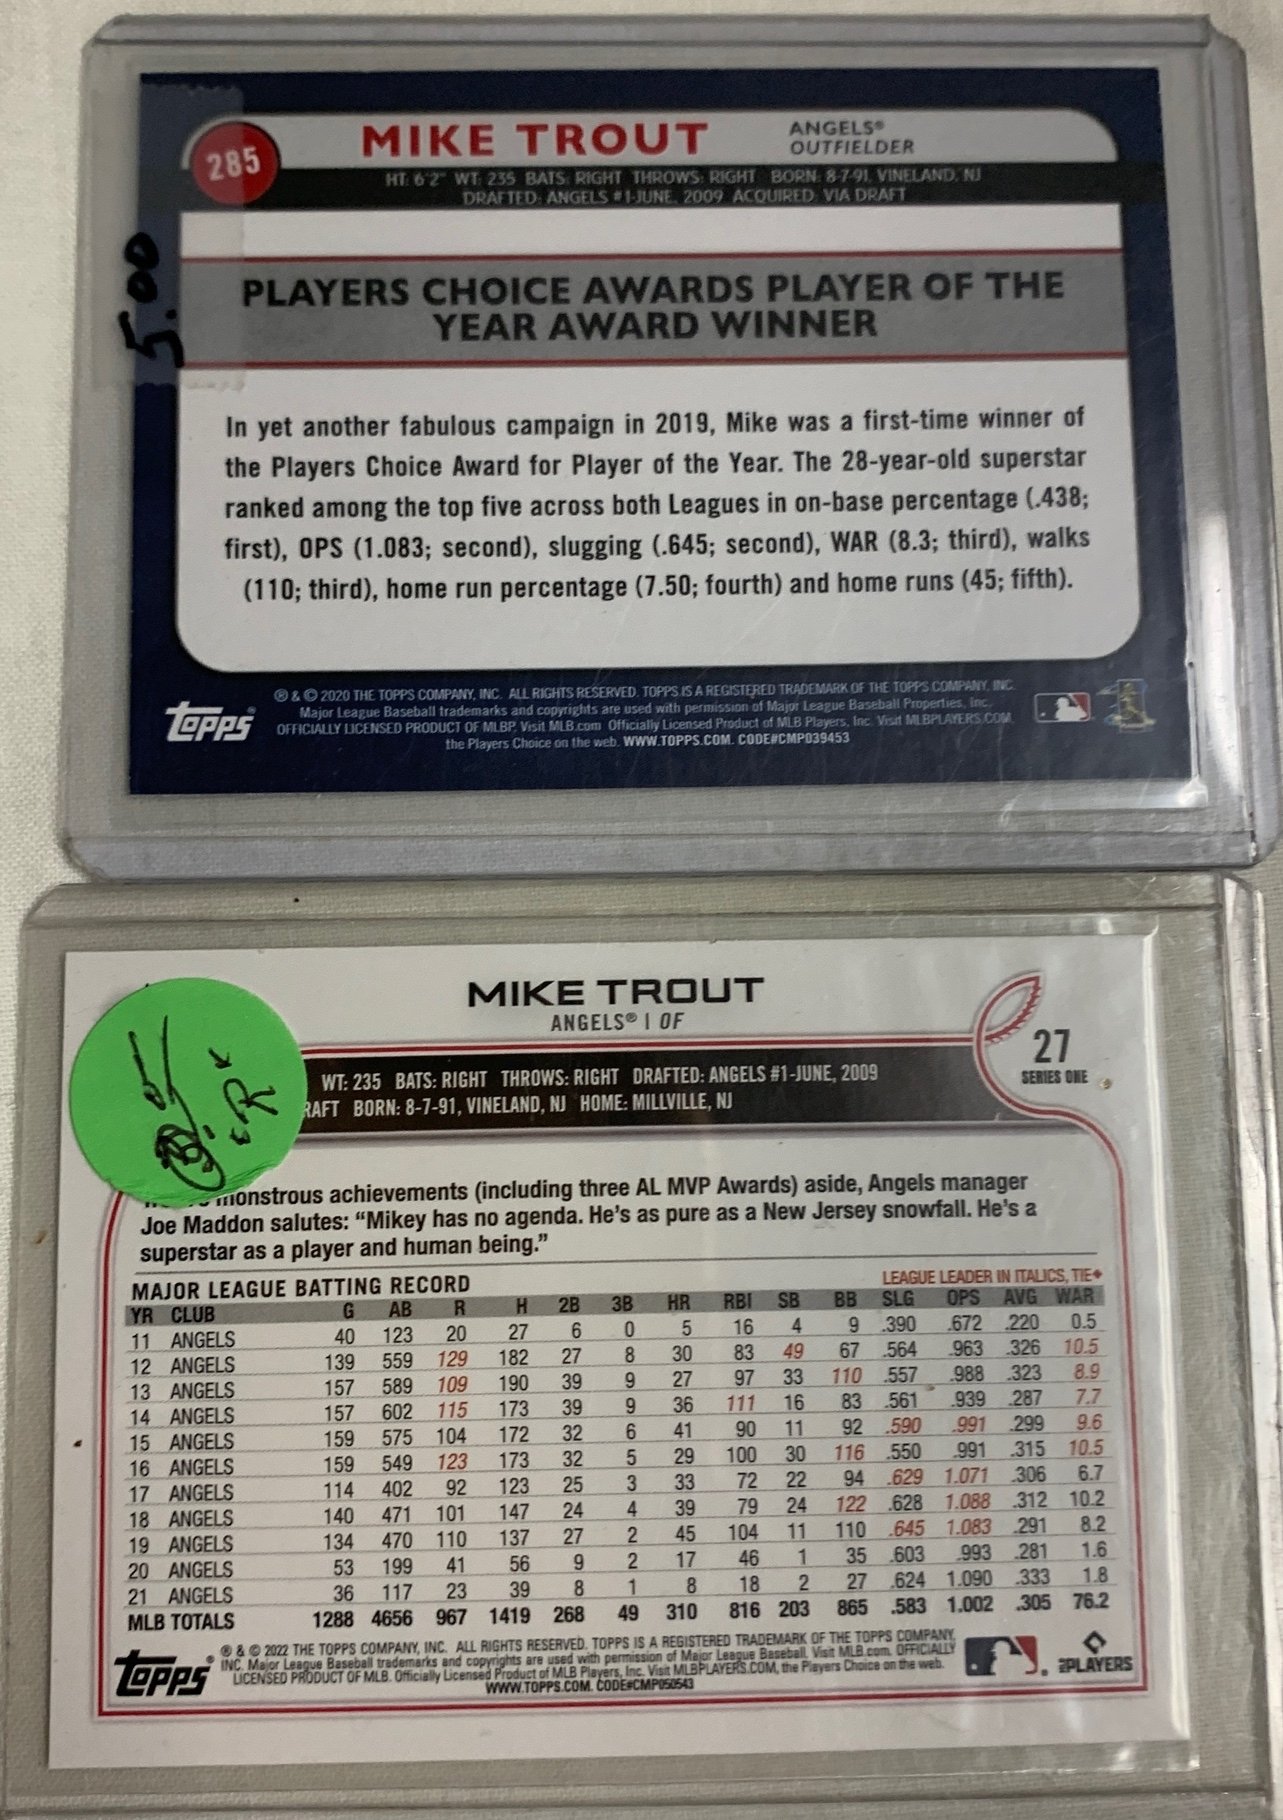 285
MIKE TROUT
ANGELS®
OUTFIELDER
HT: 6'2" WT: 235 BATS: RIGHT THROWS: RIGHT BORN: 8-7-91, VINELAND, NJ
DRAFTED: ANGELS #1-JUNE, 2009 ACQUIRED: VIA DRAFT
5.00
PLAYERS CHOICE AWARDS PLAYER OF THE
YEAR AWARD WINNER
In yet another fabulous campaign in 2019, Mike was a first-time winner of
the Players Choice Award for Player of the Year. The 28-year-old superstar
ranked among the top five across both Leagues in on-base percentage (.438;
first), OPS (1.083; second), slugging (.645; second), WAR (8.3; third), walks
(110; third), home run percentage (7.50; fourth) and home runs (45; fifth).
Topps®
® & © 2020 THE TOPPS COMPANY, INC. ALL RIGHTS RESERVED. TOPPS IS A REGISTERED TRADEMARK OF THE TOPPS COMPANY, INC.
Major League Baseball trademarks and copyrights are used with permission of Major League Baseball Properties, Inc.
OFFICIALLY LICENSED PRODUCT OF MLBP. Visit MLB.com Officially Licensed Product of MLB Players, Inc. Visit MLBPLAYERS.COM,
the Players Choice on the web. WWW.TOPPS.COM. CODE#CMP039453
MIKE TROUT
ANGELS® | OF
27
SERIES ONE
WT: 235 BATS: RIGHT THROWS: RIGHT DRAFTED: ANGELS #1-JUNE, 2009
RAFT BORN: 8-7-91, VINELAND, NJ HOME: MILLVILLE, NJ
monstrous achievements (including three AL MVP Awards) aside, Angels manager
Joe Maddon salutes: “Mikey has no agenda. He's as pure as a New Jersey snowfall. He's a
superstar as a player and human being.”
MAJOR LEAGUE BATTING RECORD LEAGUE LEADER IN ITALICS, TIE♦
YR CLUB G AB R H 2B 3B HR RBI SB BB SLG OPS AVG WAR
11 ANGELS 40 123 20 27 6 0 5 16 4 9 .390 .672 .220 0.5
12 ANGELS 139 559 129 182 27 8 30 83 49 67 .564 .963 .326 10.5
13 ANGELS 157 589 109 190 39 9 27 97 33 110 .557 .988 .323 8.9
14 ANGELS 157 602 115 173 39 9 36 111 16 83 .561 .939 .287 7.7
15 ANGELS 159 575 104 172 32 6 41 90 11 92 .590 .991 .299 9.6
16 ANGELS 159 549 123 173 32 5 29 100 30 116 .550 .991 .315 10.5
17 ANGELS 114 402 92 123 25 3 33 72 22 94 .629 1.071 .306 6.7
18 ANGELS 140 471 101 147 24 4 39 79 24 122 .628 1.088 .312 10.2
19 ANGELS 134 470 110 137 27 2 45 104 11 110 .645 1.083 .291 8.2
20 ANGELS 53 199 41 56 9 2 17 46 1 35 .603 .993 .281 1.6
21 ANGELS 36 117 23 39 8 1 8 18 2 27 .624 1.090 .333 1.8
MLB TOTALS 1288 4656 967 1419 268 49 310 816 203 865 .583 1.002 .305 76.2
Topps®
® & © 2022 THE TOPPS COMPANY, INC. ALL RIGHTS RESERVED. TOPPS IS A REGISTERED TRADEMARK OF THE TOPPS COMPANY,
INC. Major League Baseball trademarks and copyrights are used with permission of Major League Baseball. Visit MLB.com. OFFICIALLY
LICENSED PRODUCT OF MLB. Officially Licensed Product of MLB Players, Inc. Visit MLBPLAYERS.COM, the Players Choice on the web.
WWW.TOPPS.COM. CODE#CMP050543
PLAYERS